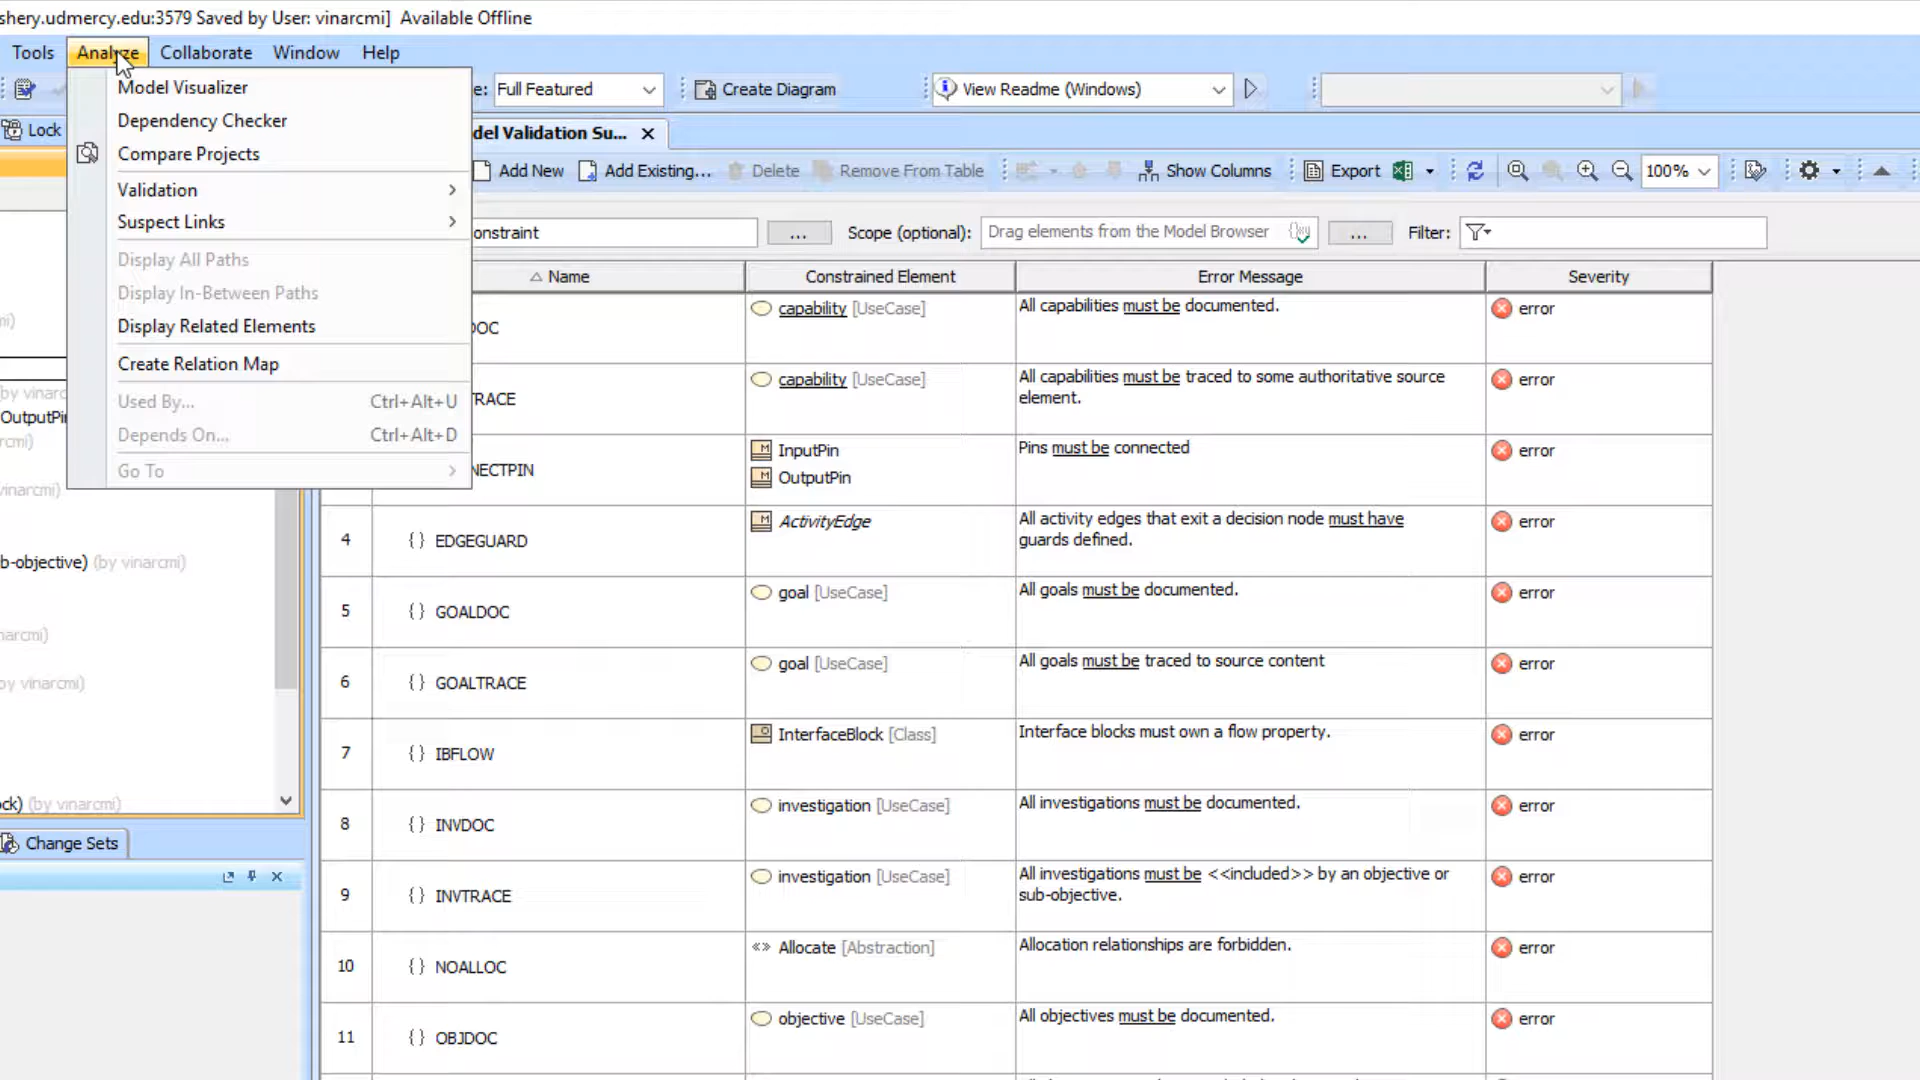 shery.udmercy.edu:3579 Saved by User: vinarcmi] Available Offline
Tools Analyze Collaborate Window Help
e: Full Featured Create Diagram View Readme (Windows)
Model Visualizer
Dependency Checker
Compare Projects
Validation
Suspect Links
Display All Paths
Display In-Between Paths
Display Related Elements
Create Relation Map
Used By... Ctrl+Alt+U
Depends On... Ctrl+Alt+D
Go To
Lock
del Validation Su...
Add New Add Existing... Delete Remove From Table Show Columns Export 100%
onstraint ... Scope (optional): Drag elements from the Model Browser ... Filter:
Name Constrained Element Error Message Severity
OC capability [UseCase] All capabilities must be documented. error
RACE capability [UseCase] All capabilities must be traced to some authoritative source
element. error
NECTPIN InputPin
OutputPin Pins must be connected error
4 {} EDGEGUARD ActivityEdge All activity edges that exit a decision node must have
guards defined. error
5 {} GOALDOC goal [UseCase] All goals must be documented. error
6 {} GOALTRACE goal [UseCase] All goals must be traced to source content error
7 {} IBFLOW InterfaceBlock [Class] Interface blocks must own a flow property. error
8 {} INVDOC investigation [UseCase] All investigations must be documented. error
9 {} INVTRACE investigation [UseCase] All investigations must be <<included>> by an objective or
sub-objective. error
10 {} NOALLOC «» Allocate [Abstraction] Allocation relationships are forbidden. error
11 {} OBJDOC objective [UseCase] All objectives must be documented. error
mi)
by vinarc
OutputPi
rcmi)
vinarcmi)
b-objective) (by vinarcmi)
narcmi)
by vinarcmi)
ck) (by vinarcmi)
Change Sets